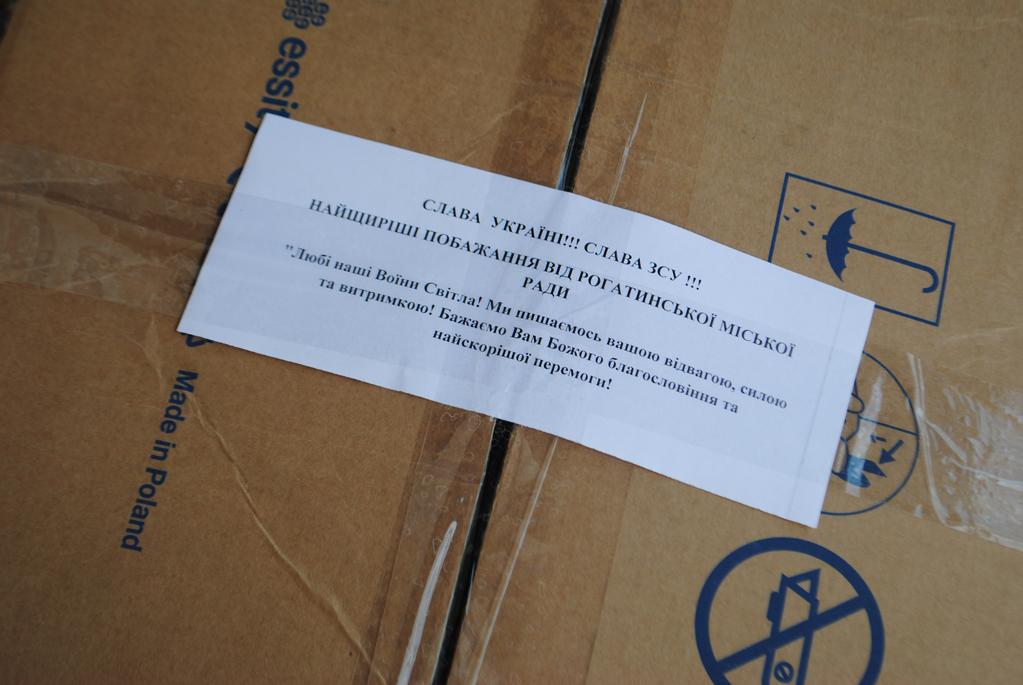 essity
СЛАВА УКРАЇНІ!!! СЛАВА ЗСУ !!!
НАЙЩИРІШІ ПОБАЖАННЯ ВІД РОГАТИНСЬКОЇ МІСЬКОЇ
РАДИ
"Любі наші Воїни Світла! Ми пишаємось вашою відвагою, силою
та витримкою! Бажаємо Вам Божого благословіння та
найскорішої перемоги!
Made in Poland